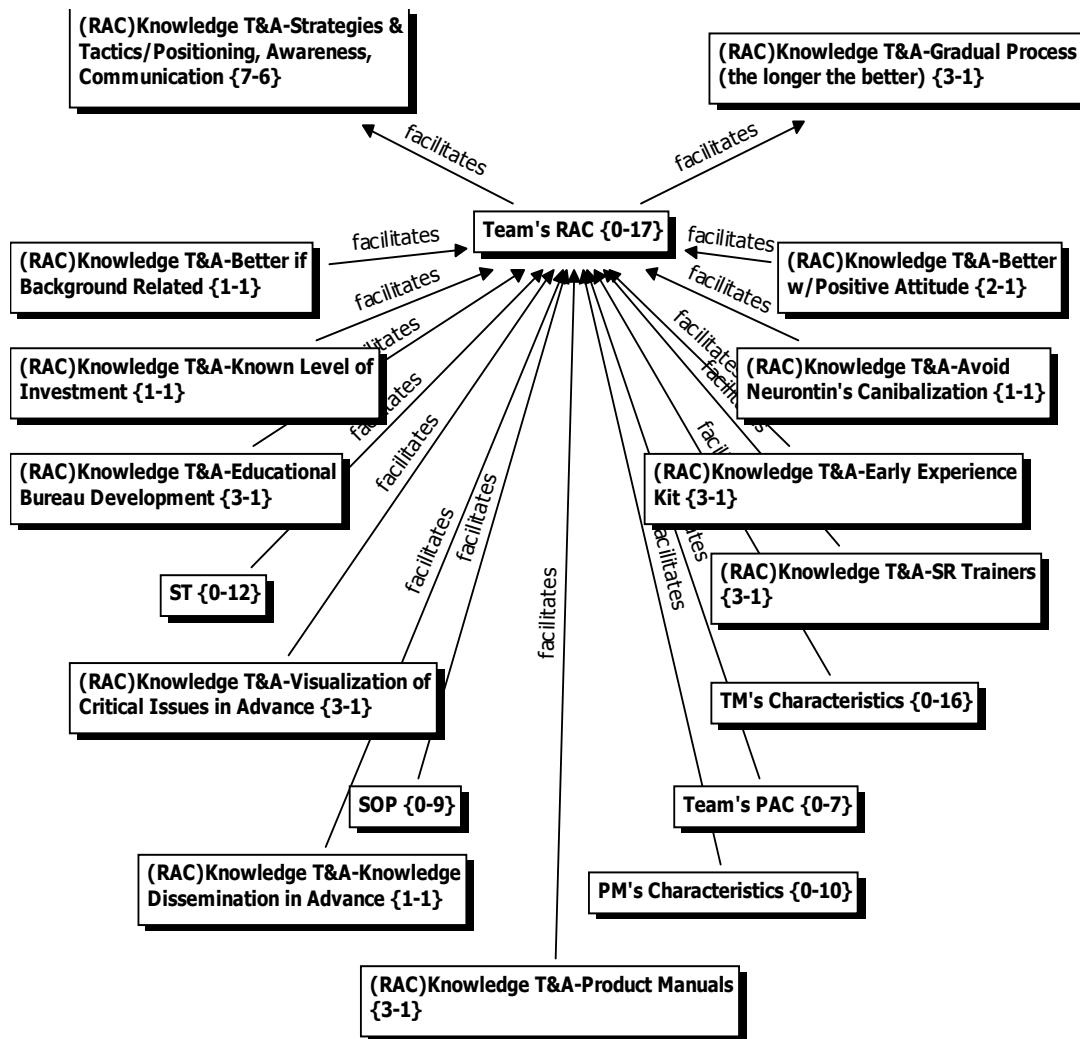 (RAC)Knowledge T&A-Strategies &
Tactics/Positioning, Awareness,
Communication {7-6}
(RAC)Knowledge T&A-Gradual Process
(the longer the better) {3-1}
facilitates
facilitates
Team's RAC {0-17}
facilitates
facilitates
(RAC)Knowledge T&A-Better if
Background Related {1-1}
(RAC)Knowledge T&A-Better
w/Positive Attitude {2-1}
facilitates
facilitates
facilitates
facilitates
(RAC)Knowledge T&A-Known Level of
Investment {1-1}
(RAC)Knowledge T&A-Avoid
Neurontin's Canibalization {1-1}
facilitates
(RAC)Knowledge T&A-Educational
Bureau Development {3-1}
(RAC)Knowledge T&A-Early Experience
Kit {3-1}
facilitates
facilitates
facilitates
facilitates
ST {0-12}
(RAC)Knowledge T&A-SR Trainers
{3-1}
(RAC)Knowledge T&A-Visualization of
Critical Issues in Advance {3-1}
TM's Characteristics {0-16}
SOP {0-9}
Team's PAC {0-7}
(RAC)Knowledge T&A-Knowledge
Dissemination in Advance {1-1}
PM's Characteristics {0-10}
(RAC)Knowledge T&A-Product Manuals
{3-1}